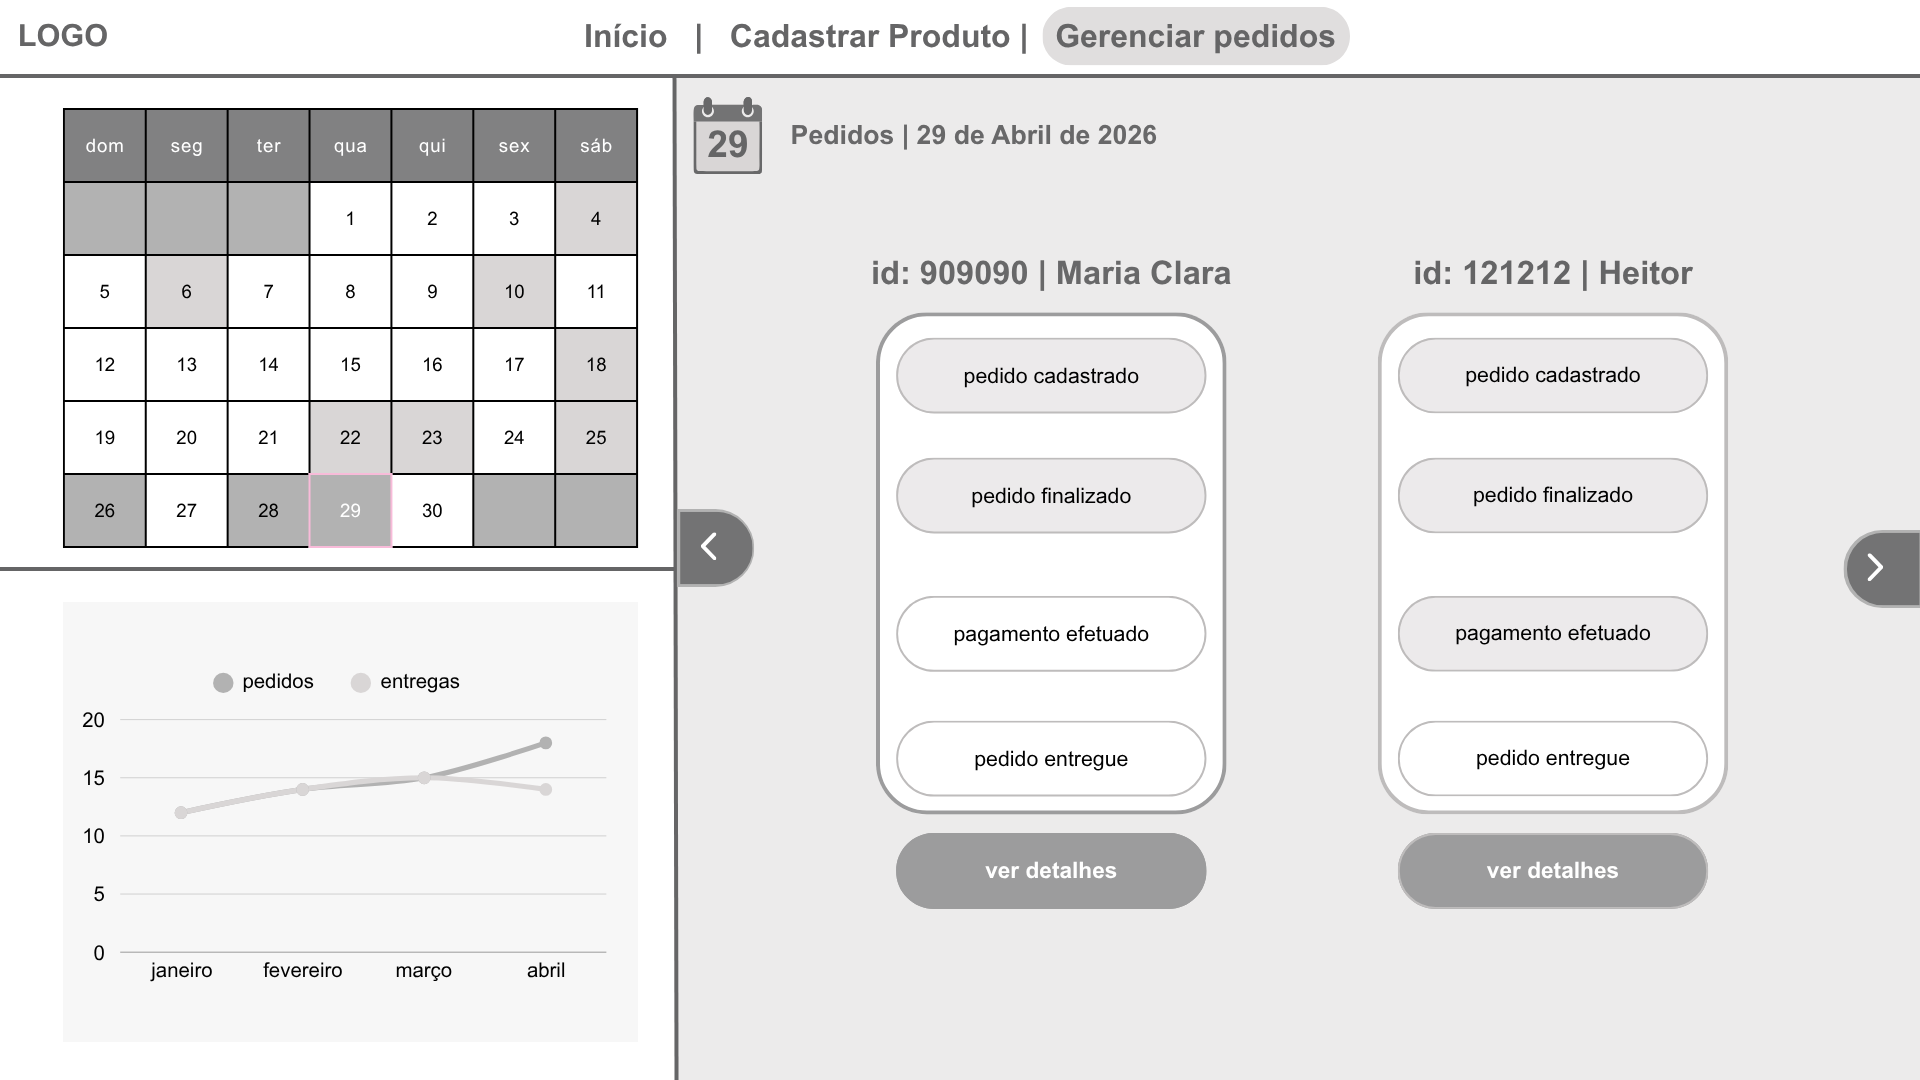 LOGO
Início | Cadastrar Produto | Gerenciar pedidos
dom seg ter qua qui sex sáb
1 2 3 4
5 6 7 8 9 10 11
12 13 14 15 16 17 18
19 20 21 22 23 24 25
26 27 28 29 30
pedidos entregas
20
15
10
5
0
janeiro fevereiro março abril
29
Pedidos | 29 de Abril de 2026
id: 909090 | Maria Clara
pedido cadastrado
pedido finalizado
pagamento efetuado
pedido entregue
ver detalhes
id: 121212 | Heitor
pedido cadastrado
pedido finalizado
pagamento efetuado
pedido entregue
ver detalhes